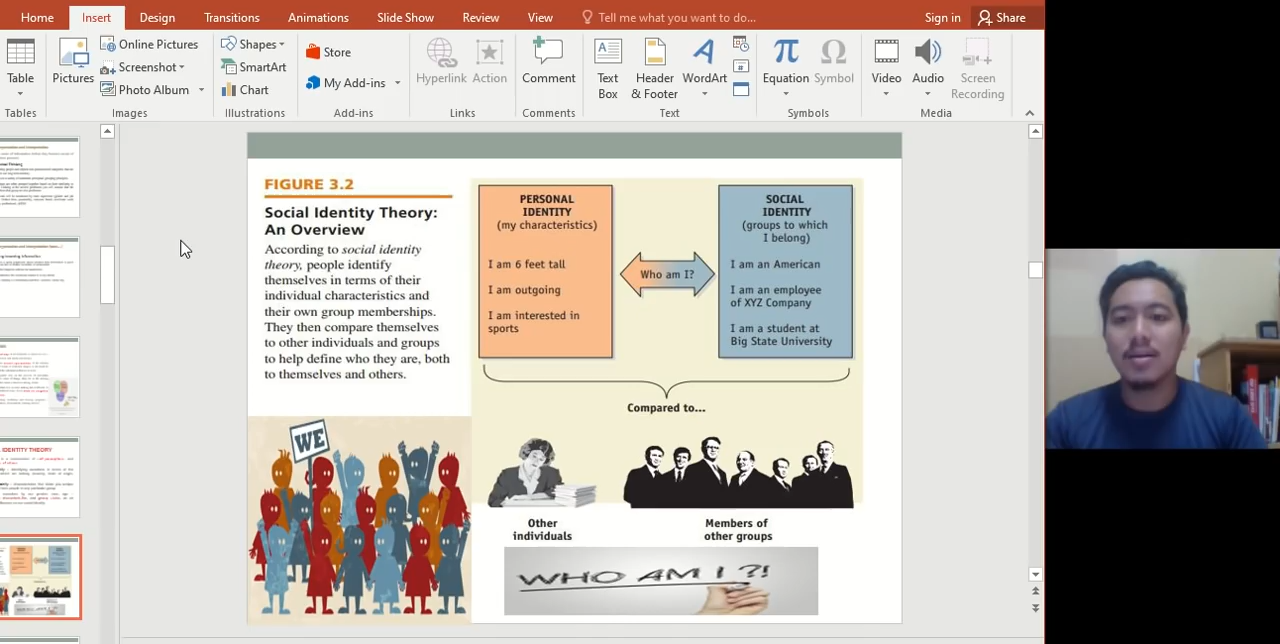 Home Insert Design Transitions Animations Slide Show Review View Tell me what you want to do... Sign in Share
Table
Pictures
Online Pictures
Screenshot
Photo Album
Shapes
SmartArt
Chart
Store
My Add-ins
Hyperlink
Action
Comment
Text
Box
Header
& Footer
WordArt
Equation
Symbol
Video
Audio
Screen
Recording
Tables Images Illustrations Add-ins Links Comments Text Symbols Media
FIGURE 3.2
Social Identity Theory:
An Overview
According to social identity
theory, people identify
themselves in terms of their
individual characteristics and
their own group memberships.
They then compare themselves
to other individuals and groups
to help define who they are, both
to themselves and others.
PERSONAL
IDENTITY
(my characteristics)
I am 6 feet tall
I am outgoing
I am interested in
sports
Who am I?
SOCIAL
IDENTITY
(groups to which
I belong)
I am an American
I am an employee
of XYZ Company
I am a student at
Big State University
Compared to...
WE
Other
individuals
Members of
other groups
WHO AM I ?!
IDENTITY THEORY